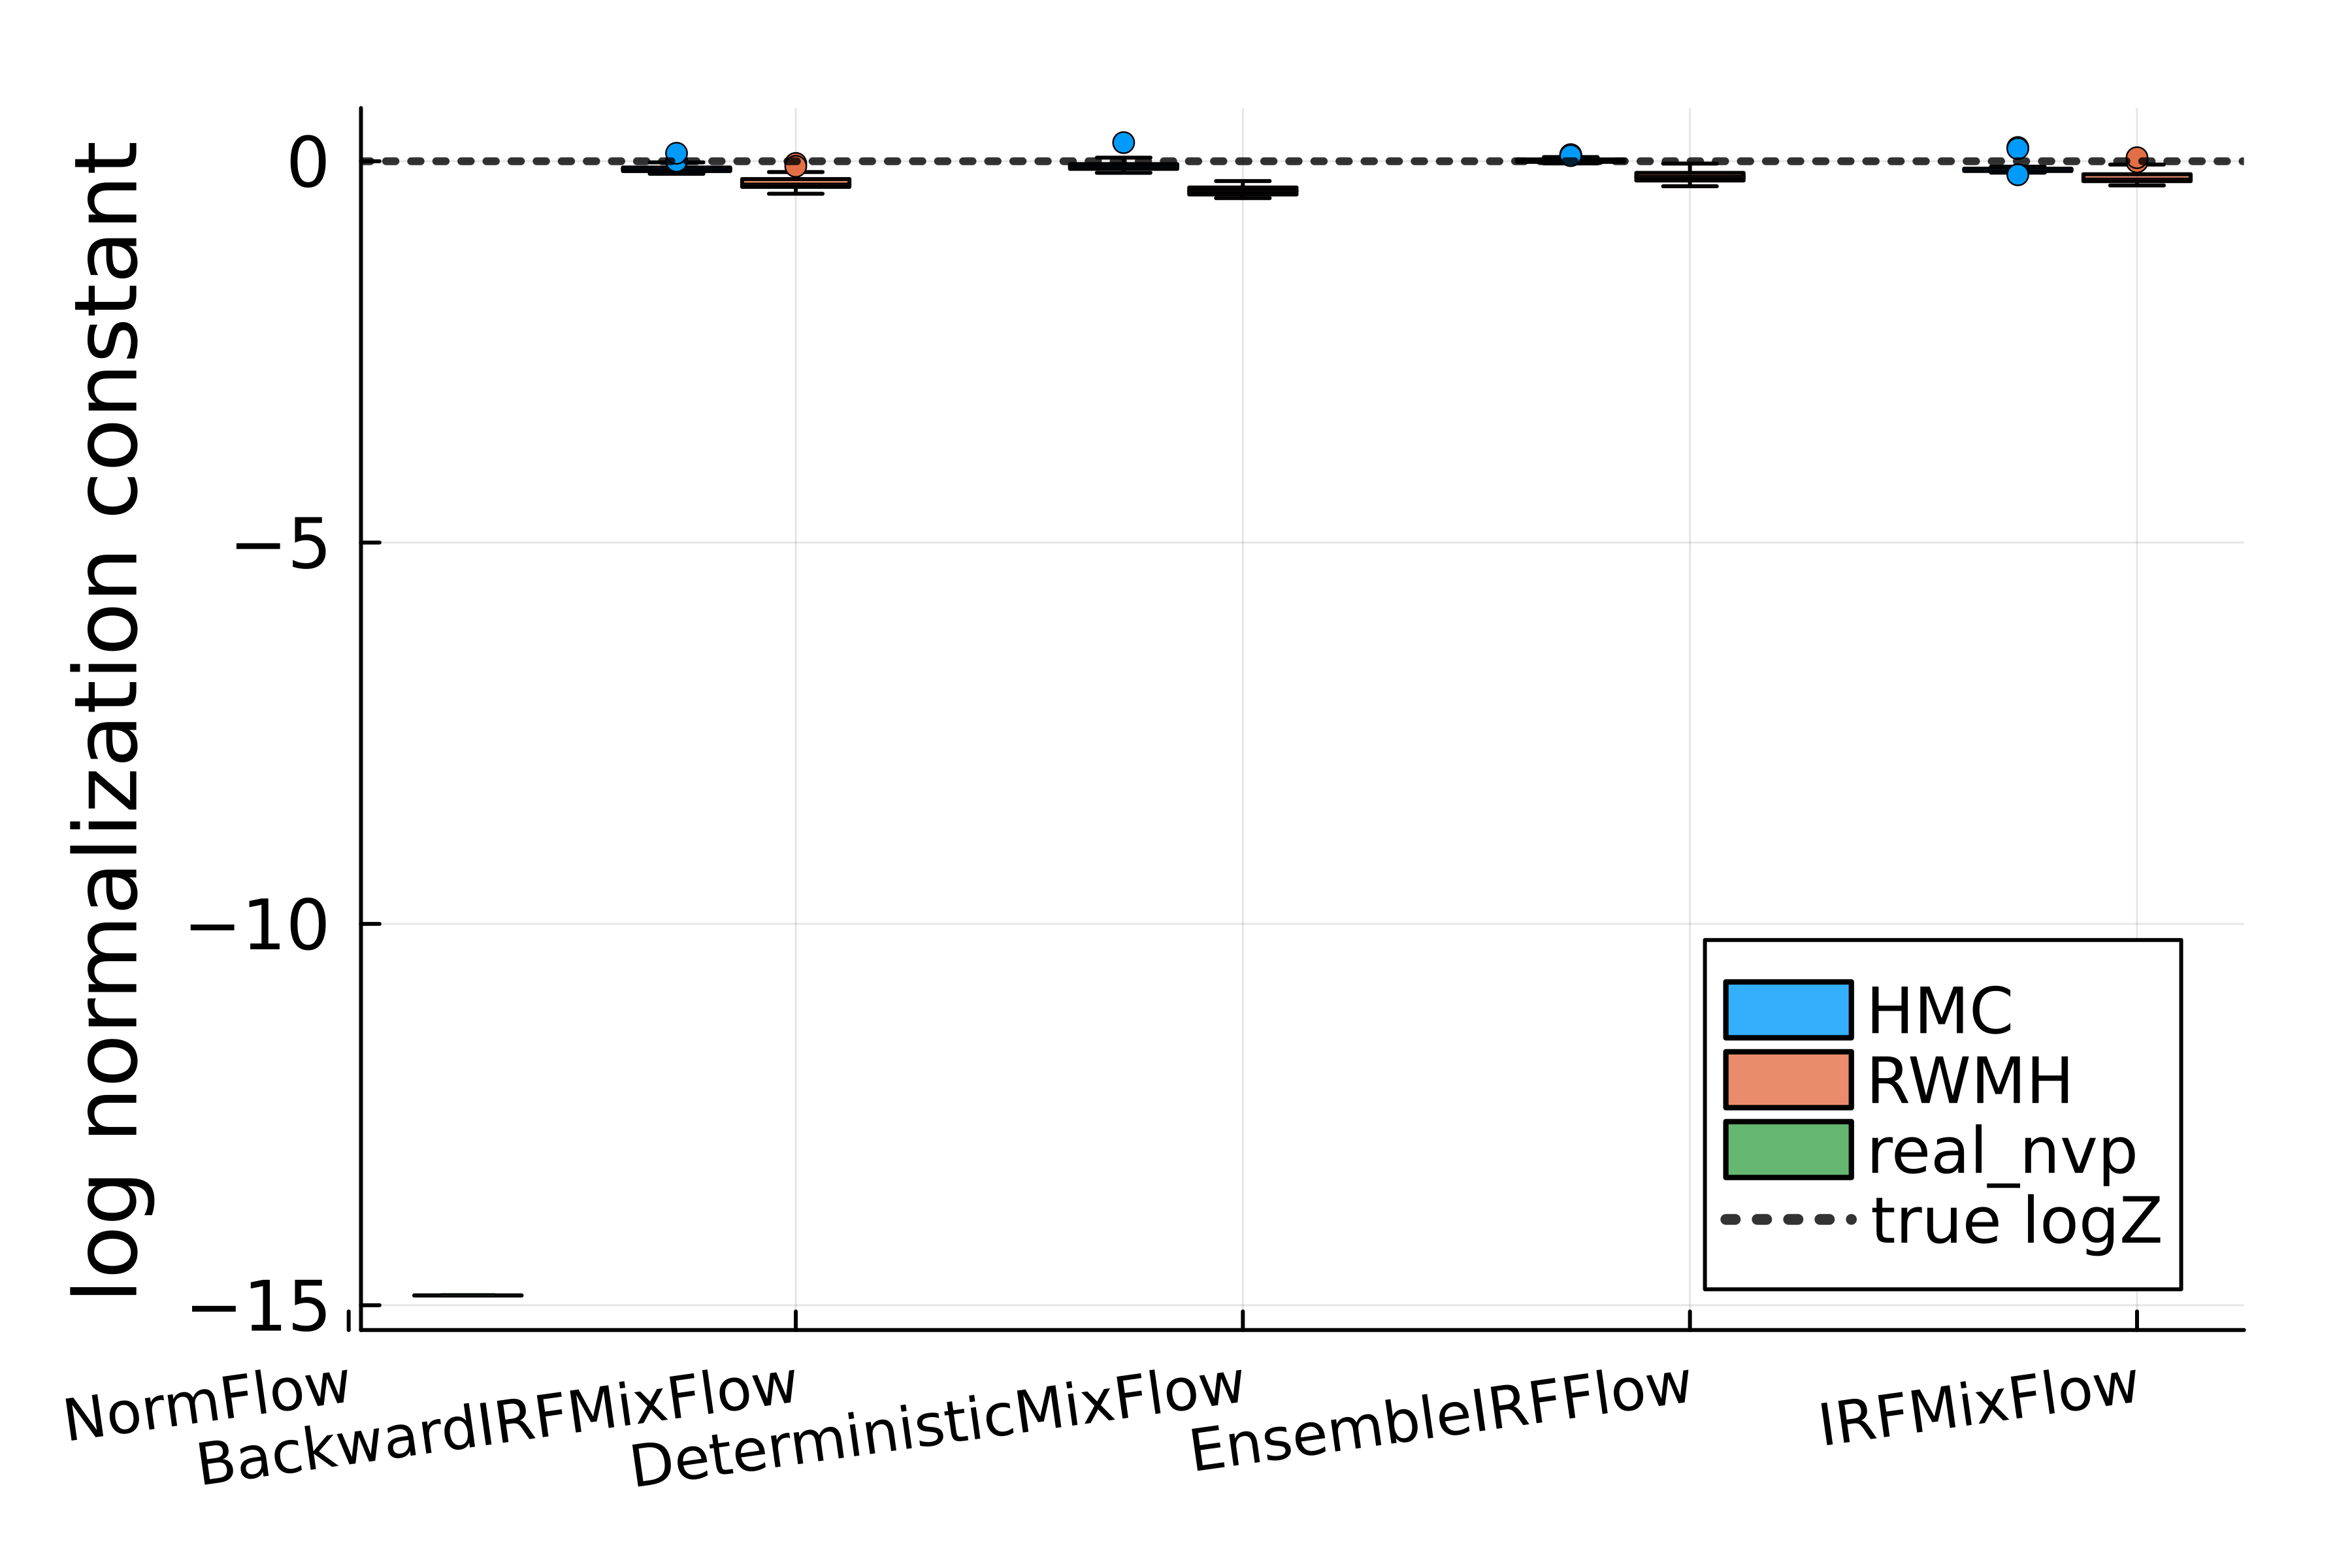 log normalization constant
0
−5
−10
−15
HMC
RWMH
real_nvp
true logZ
NormFlow
BackwardIRFMixFlow
DeterministicMixFlow
EnsembleIRFFlow
IRFMixFlow